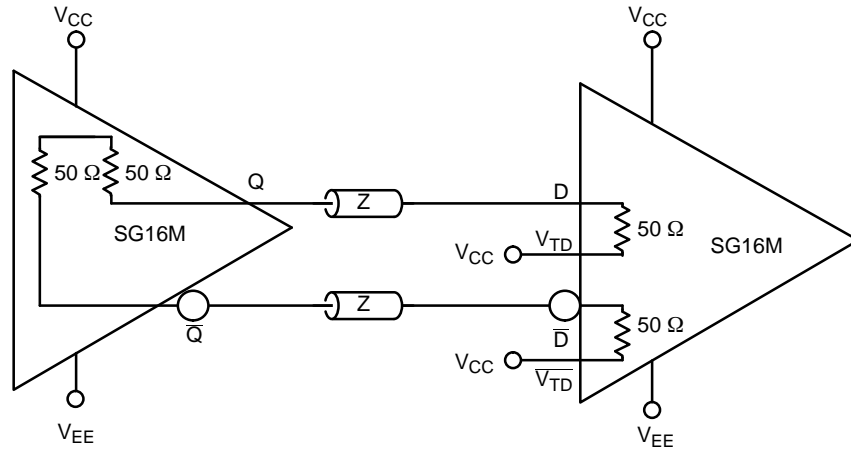 V_CC
V_CC
50 Ω 50 Ω
Q
Z
D
50 Ω
SG16M
SG16M
V_CC
V_TD
Q̅
Z
D̅
50 Ω
V_CC
V̅_T̅D̅
V_EE
V_EE